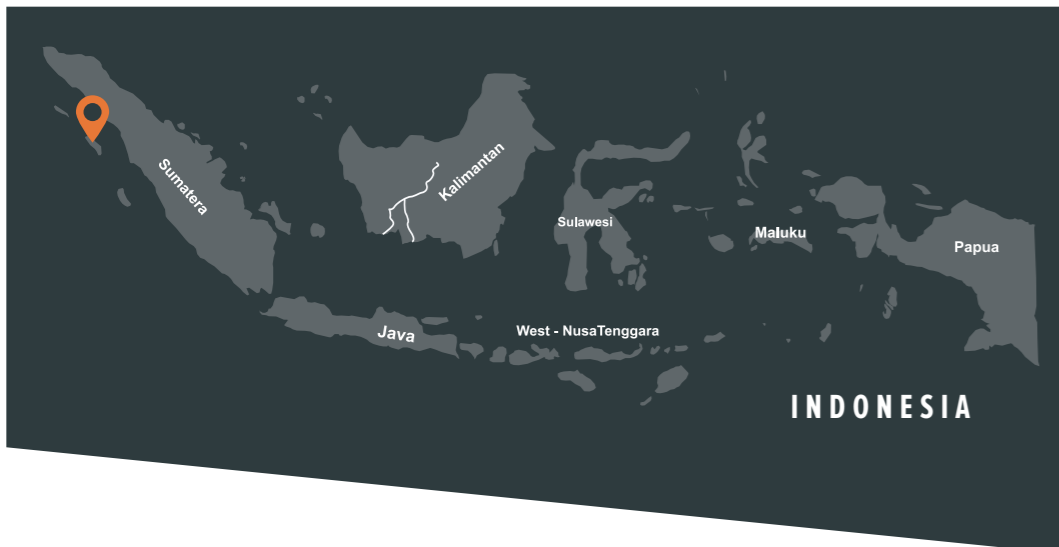 Sumatera
Kalimantan
Sulawesi
Maluku
Papua
Java
West - NusaTenggara
INDONESIA